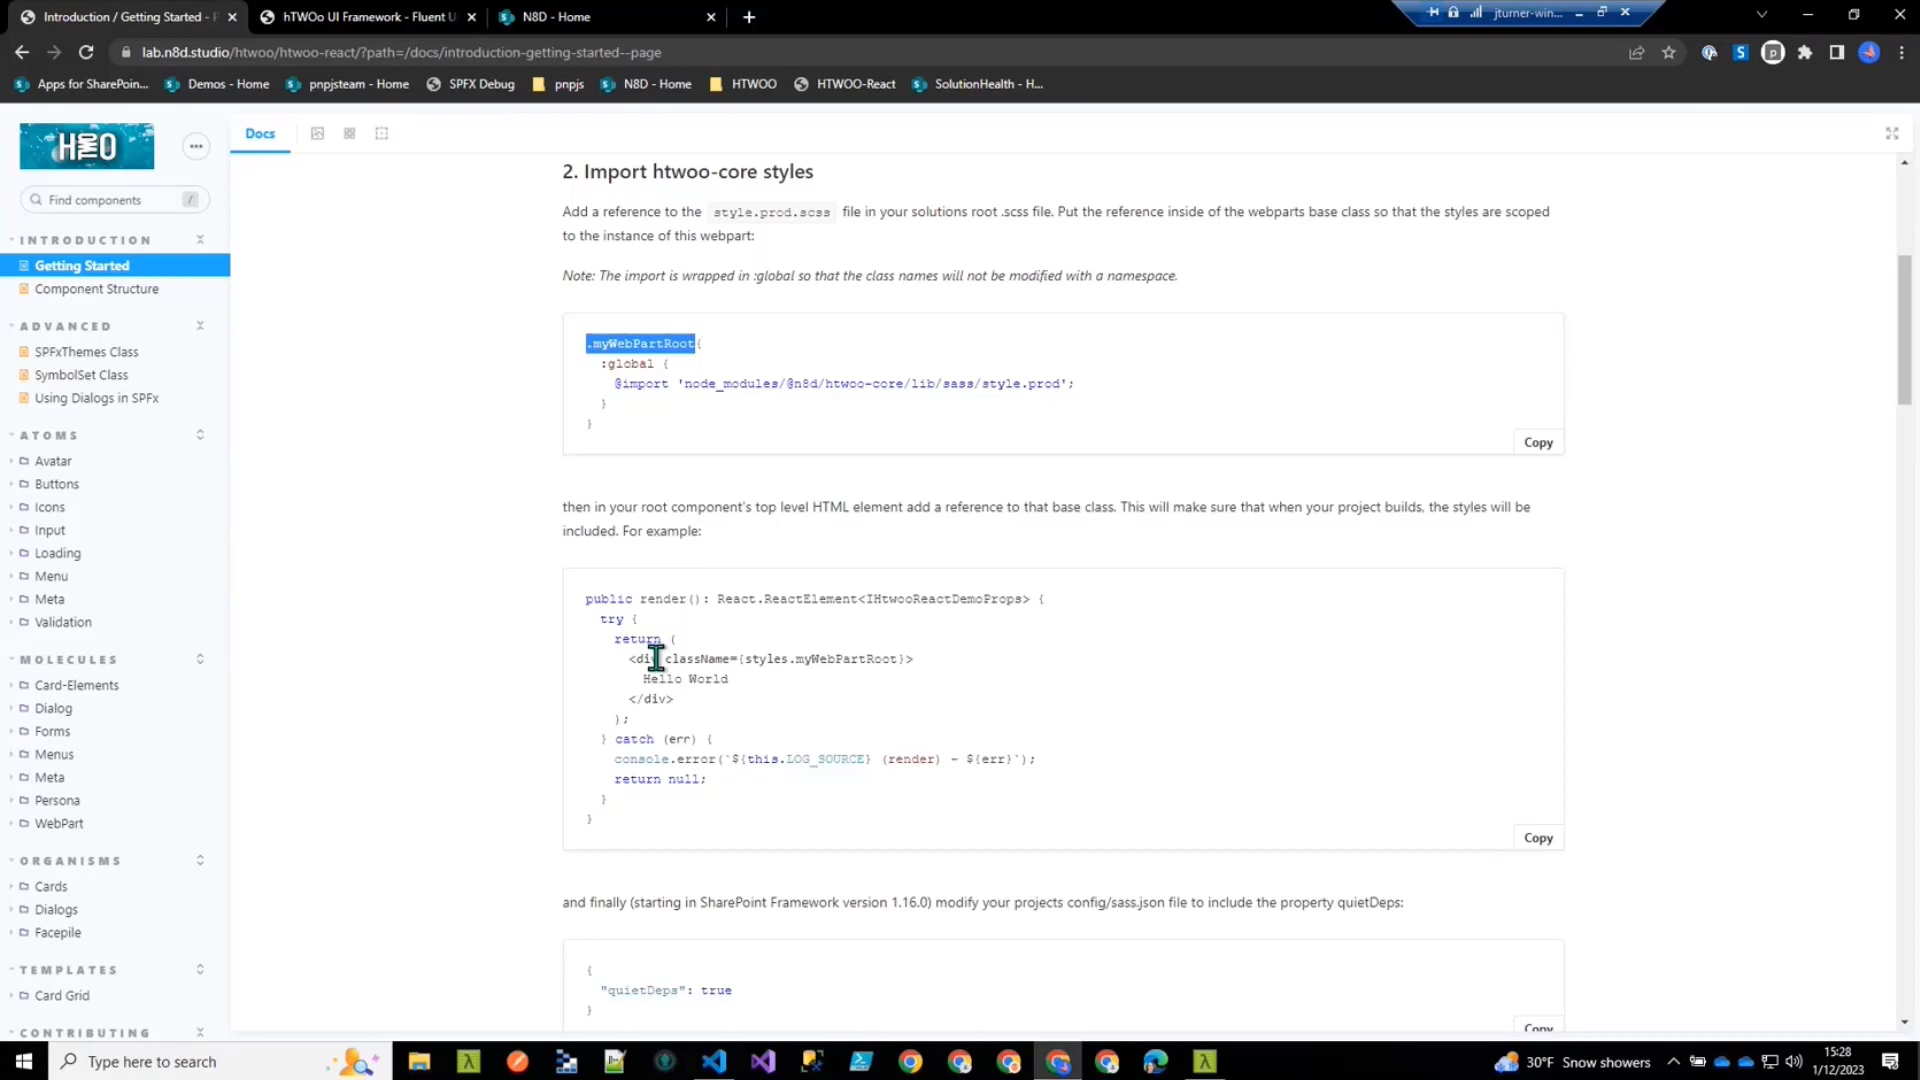 Introduction / Getting Started - P
hTWOo UI Framework - Fluent U
N8D - Home
jturner-win...
lab.n8d.studio/htwoo/htwoo-react/?path=/docs/introduction-getting-started--page
Apps for SharePoin...
Demos - Home
pnpjsteam - Home
SPFX Debug
pnpjs
N8D - Home
HTWOO
HTWOO-React
SolutionHealth - H...
Find components
/
INTRODUCTION
Getting Started
Component Structure
ADVANCED
SPFxThemes Class
SymbolSet Class
Using Dialogs in SPFx
ATOMS
Avatar
Buttons
Icons
Input
Loading
Menu
Meta
Validation
MOLECULES
Card-Elements
Dialog
Forms
Menus
Meta
Persona
WebPart
ORGANISMS
Cards
Dialogs
Facepile
TEMPLATES
Card Grid
CONTRIBUTING
Docs
2. Import htwoo-core styles
Add a reference to the style.prod.scss file in your solutions root .scss file. Put the reference inside of the webparts base class so that the styles are scoped
to the instance of this webpart:
Note: The import is wrapped in :global so that the class names will not be modified with a namespace.
.myWebPartRoot{
:global {
@import 'node_modules/@n8d/htwoo-core/lib/sass/style.prod';
}
}
Copy
then in your root component's top level HTML element add a reference to that base class. This will make sure that when your project builds, the styles will be
included. For example:
public render(): React.ReactElement<IHtwooReactDemoProps> {
try {
return (
<div className={styles.myWebPartRoot}>
Hello World
</div>
);
} catch (err) {
console.error(`${this.LOG_SOURCE} (render) - ${err}`);
return null;
}
}
Copy
and finally (starting in SharePoint Framework version 1.16.0) modify your projects config/sass.json file to include the property quietDeps:
{
"quietDeps": true
}
Copy
Type here to search
30°F Snow showers
15:28
1/12/2023